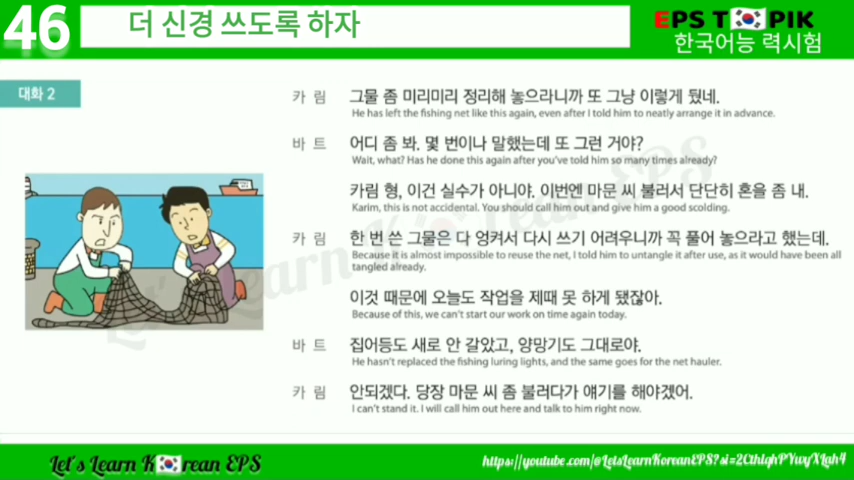 46 더 신경 쓰도록 하자
EPS TOPIK
한국어능 력시험
대화 2
카 림 그물 좀 미리미리 정리해 놓으라니까 또 그냥 이렇게 뒀네.
He has left the fishing net like this again, even after I told him to neatly arrange it in advance.
바 트 어디 좀 봐. 몇 번이나 말했는데 또 그런 거야?
Wait, what? Has he done this again after you've told him so many times already?
카림 형, 이건 실수가 아니야. 이번엔 마문 씨 불러서 단단히 혼을 좀 내.
Karim, this is not accidental. You should call him out and give him a good scolding.
카 림 한 번 쓴 그물은 다 엉켜서 다시 쓰기 어려우니까 꼭 풀어 놓으라고 했는데.
Because it is almost impossible to reuse the net, I told him to untangle it after use, as it would have been all
tangled already.
이것 때문에 오늘도 작업을 제때 못 하게 됐잖아.
Because of this, we can't start our work on time again today.
바 트 집어등도 새로 안 갈았고, 양망기도 그대로야.
He hasn't replaced the fishing luring lights, and the same goes for the net hauler.
카 림 안되겠다. 당장 마문 씨 좀 불러다가 얘기를 해야겠어.
I can't stand it. I will call him out here and talk to him right now.
Let's Learn Korean EPS
Let's Learn Korean EPS